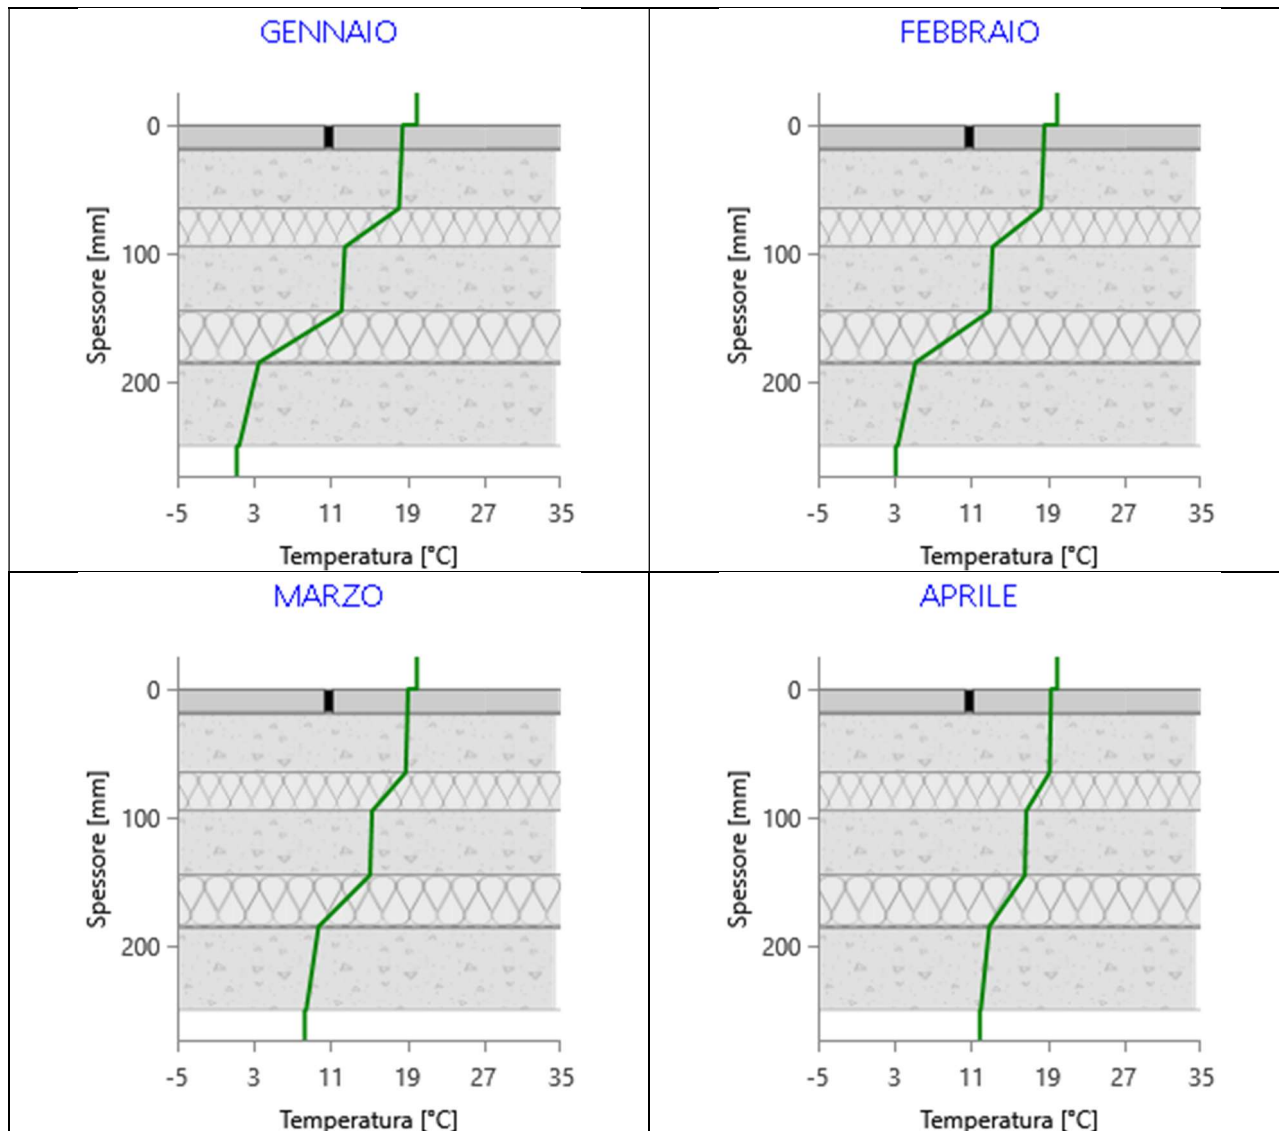 GENNAIO
0
100
200
Spessore [mm]
-5 3 11 19 27 35
Temperatura [°C]
FEBBRAIO
0
100
200
Spessore [mm]
-5 3 11 19 27 35
Temperatura [°C]
MARZO
0
100
200
Spessore [mm]
-5 3 11 19 27 35
Temperatura [°C]
APRILE
0
100
200
Spessore [mm]
-5 3 11 19 27 35
Temperatura [°C]